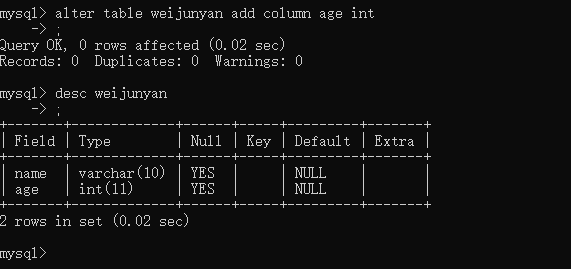 mysql> alter table weijunyan add column age int
    -> ;
Query OK, 0 rows affected (0.02 sec)
Records: 0  Duplicates: 0  Warnings: 0
mysql> desc weijunyan
    -> ;
+-------+-------------+------+-----+---------+-------+
| Field | Type        | Null | Key | Default | Extra |
+-------+-------------+------+-----+---------+-------+
| name  | varchar(10) | YES  |     | NULL    |       |
| age   | int(11)     | YES  |     | NULL    |       |
+-------+-------------+------+-----+---------+-------+
2 rows in set (0.02 sec)
mysql>